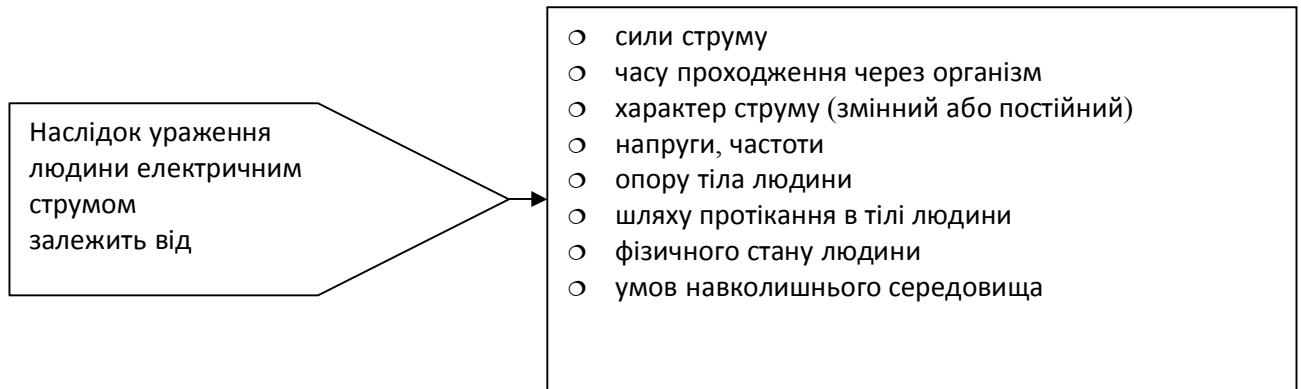 Наслідок ураження
людини електричним
струмом
залежить від
сили струму
часу проходження через організм
характер струму (змінний або постійний)
напруги, частоти
опору тіла людини
шляху протікання в тілі людини
фізичного стану людини
умов навколишнього середовища